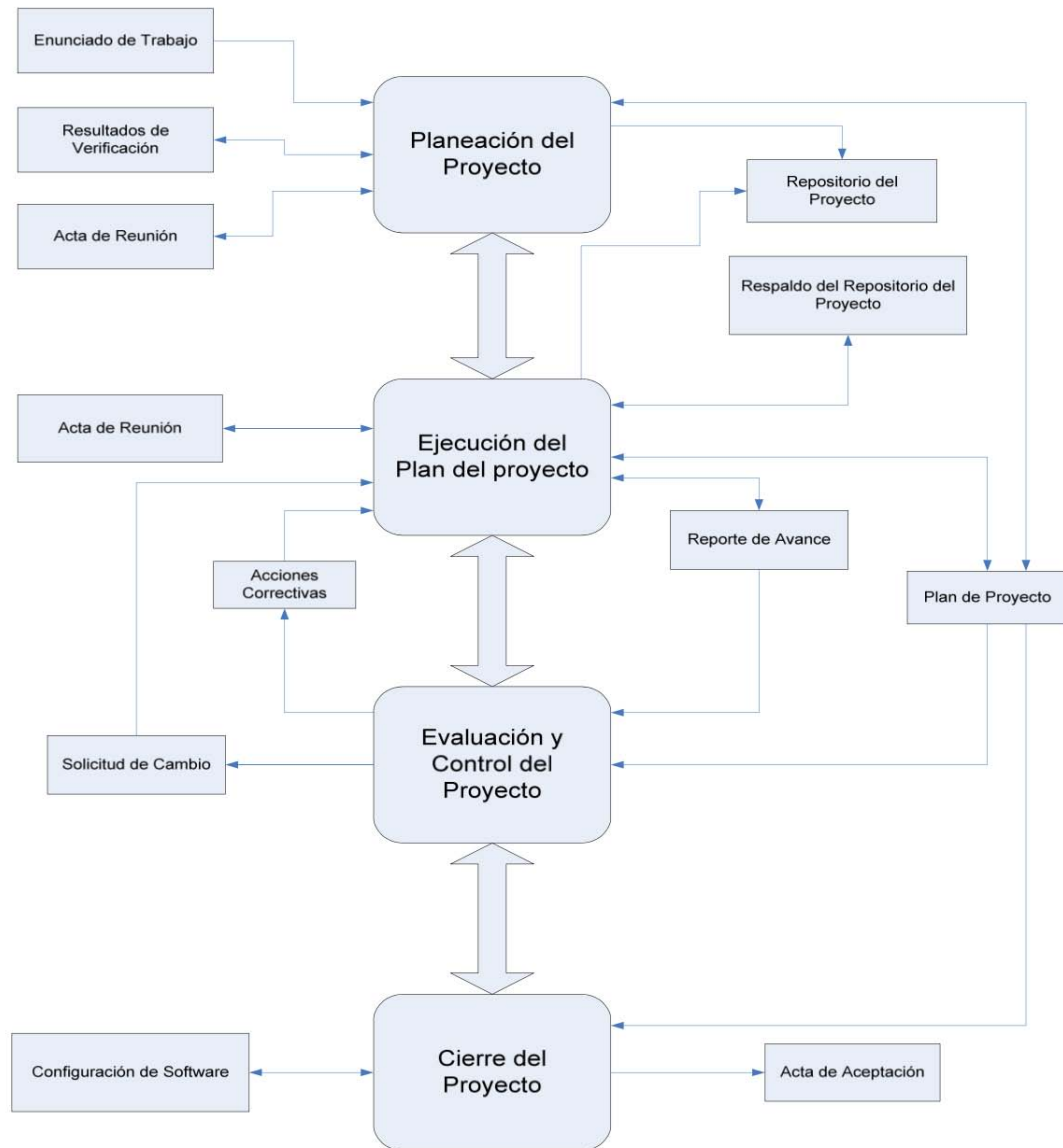 Enunciado de Trabajo
Resultados de
Verificación
Acta de Reunión
Planeación del
Proyecto
Repositorio del
Proyecto
Respaldo del Repositorio del
Proyecto
Acta de Reunión
Ejecución del
Plan del proyecto
Reporte de Avance
Acciones
Correctivas
Plan de Proyecto
Solicitud de Cambio
Evaluación y
Control del
Proyecto
Configuración de Software
Cierre del
Proyecto
Acta de Aceptación